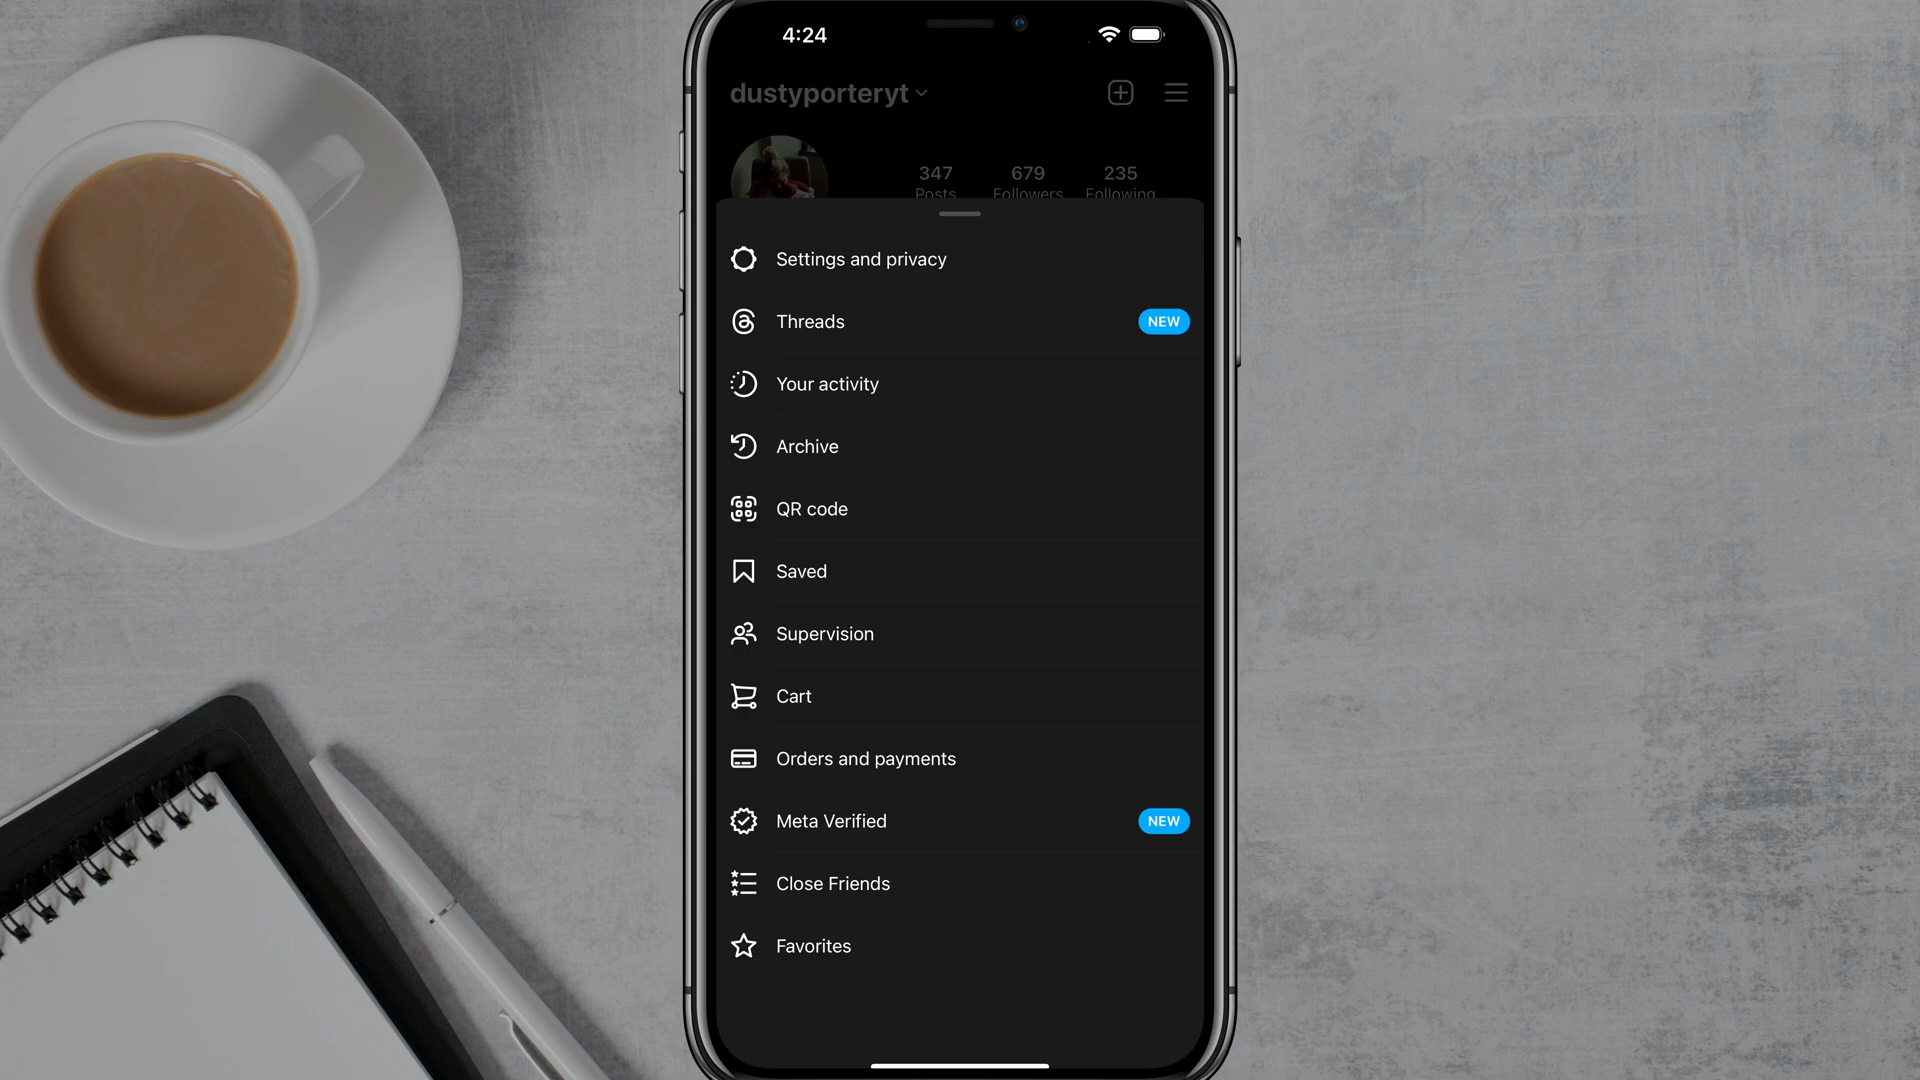 4:24
dustyporteryt
347 679 235
Posts Followers Following
Settings and privacy
Threads NEW
Your activity
Archive
QR code
Saved
Supervision
Cart
Orders and payments
Meta Verified NEW
Close Friends
Favorites